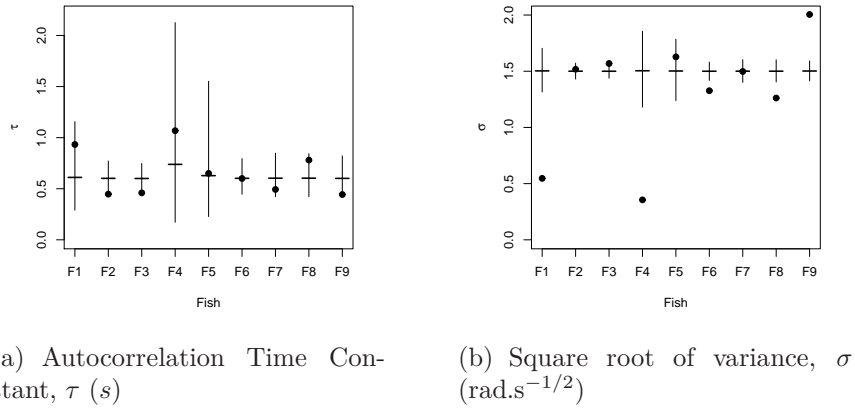 2.0
1.5
1.0
0.5
0.0
τ
F1 F2 F3 F4 F5 F6 F7 F8 F9
Fish
2.0
1.5
1.0
0.5
0.0
σ
F1 F2 F3 F4 F5 F6 F7 F8 F9
Fish
a) Autocorrelation Time Con-
stant, τ (s)
(b) Square root of variance, σ
(rad.s⁻¹/²)